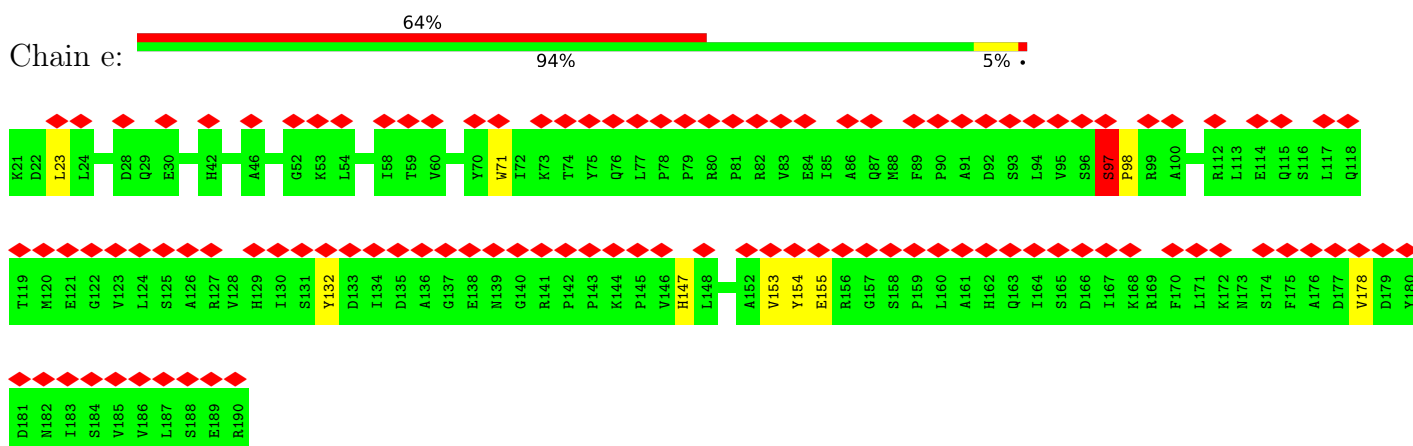 64%
Chain e:
94% 5% •
K21 D22 L23 L24 D28 Q29 E30 H42 A46 G52 K53 L54 I58 T59 V60 Y70 W71 I72 K73 T74 Y75 Q76 L77 P78 P79 R80 P81 R82 V83 E84 I85 A86 Q87 M88 F89 P90 A91 D92 S93 L94 V95 S96 S97 P98 R99 A100 R112 L113 E114 Q115 S116 L117 Q118
T119 M120 E121 G122 V123 L124 S125 A126 R127 V128 H129 I130 S131 Y132 D133 I134 D135 A136 G137 E138 N139 G140 R141 P142 P143 K144 P145 V146 H147 L148 A152 V153 Y154 E155 R156 G157 S158 P159 L160 A161 H162 Q163 I164 S165 D166 I167 K168 R169 F170 L171 K172 N173 S174 F175 A176 D177 V178 D179 Y180
D181 N182 I183 S184 V185 V186 L187 S188 E189 R190